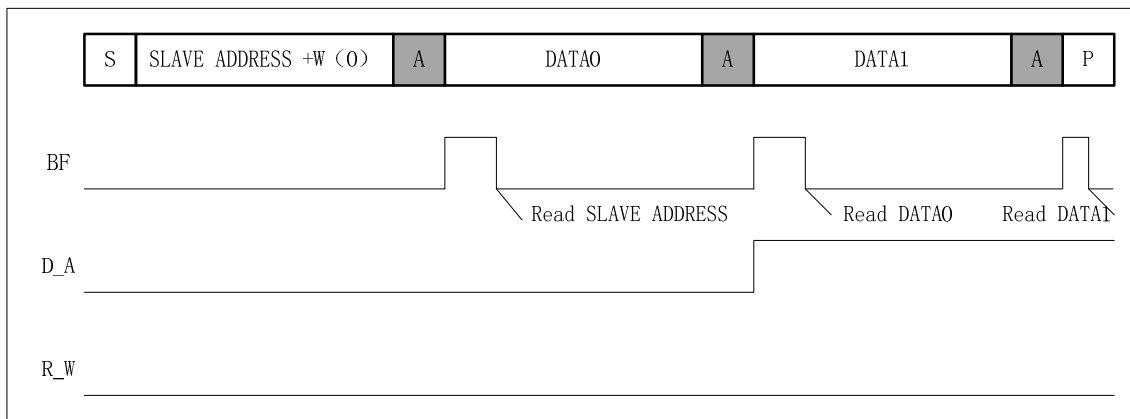 S SLAVE ADDRESS +W（0） A DATA0 A DATA1 A P
BF
Read SLAVE ADDRESS Read DATA0 Read DATA1
D_A
R_W